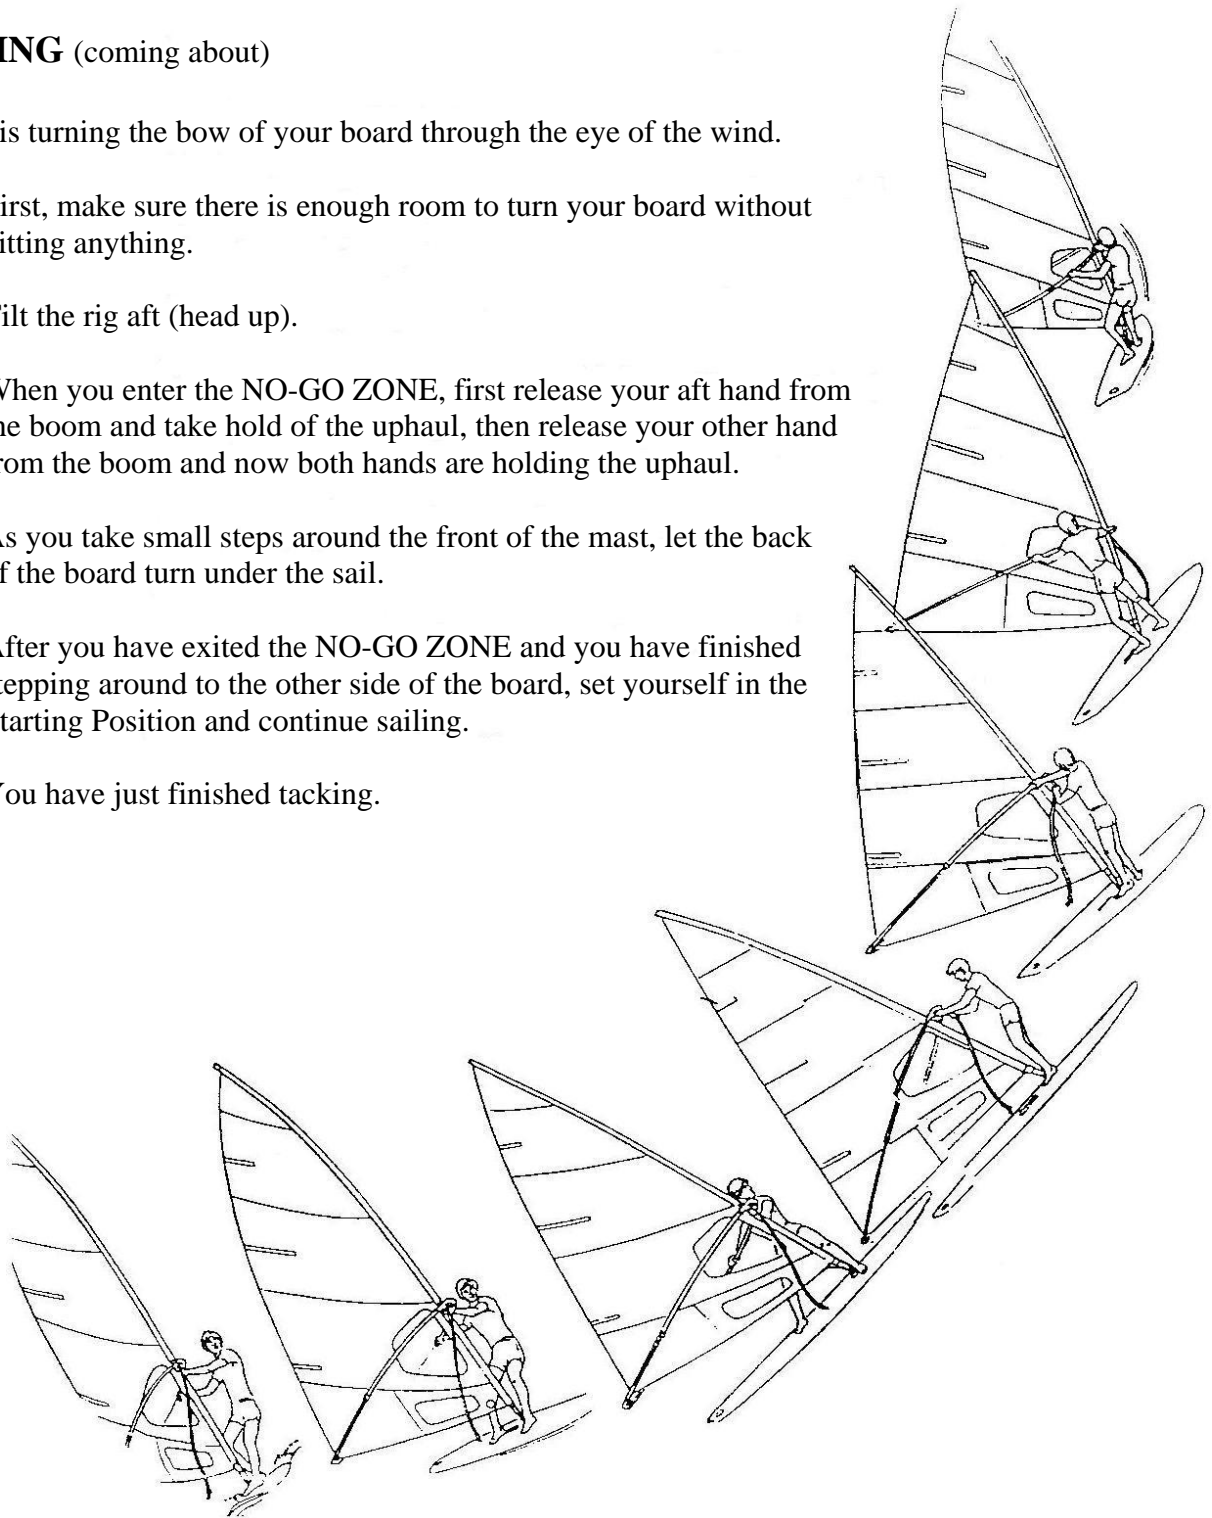 ING (coming about)
is turning the bow of your board through the eye of the wind.
irst, make sure there is enough room to turn your board without
itting anything.
ilt the rig aft (head up).
When you enter the NO-GO ZONE, first release your aft hand from
he boom and take hold of the uphaul, then release your other hand
rom the boom and now both hands are holding the uphaul.
As you take small steps around the front of the mast, let the back
f the board turn under the sail.
After you have exited the NO-GO ZONE and you have finished
tepping around to the other side of the board, set yourself in the
tarting Position and continue sailing.
You have just finished tacking.